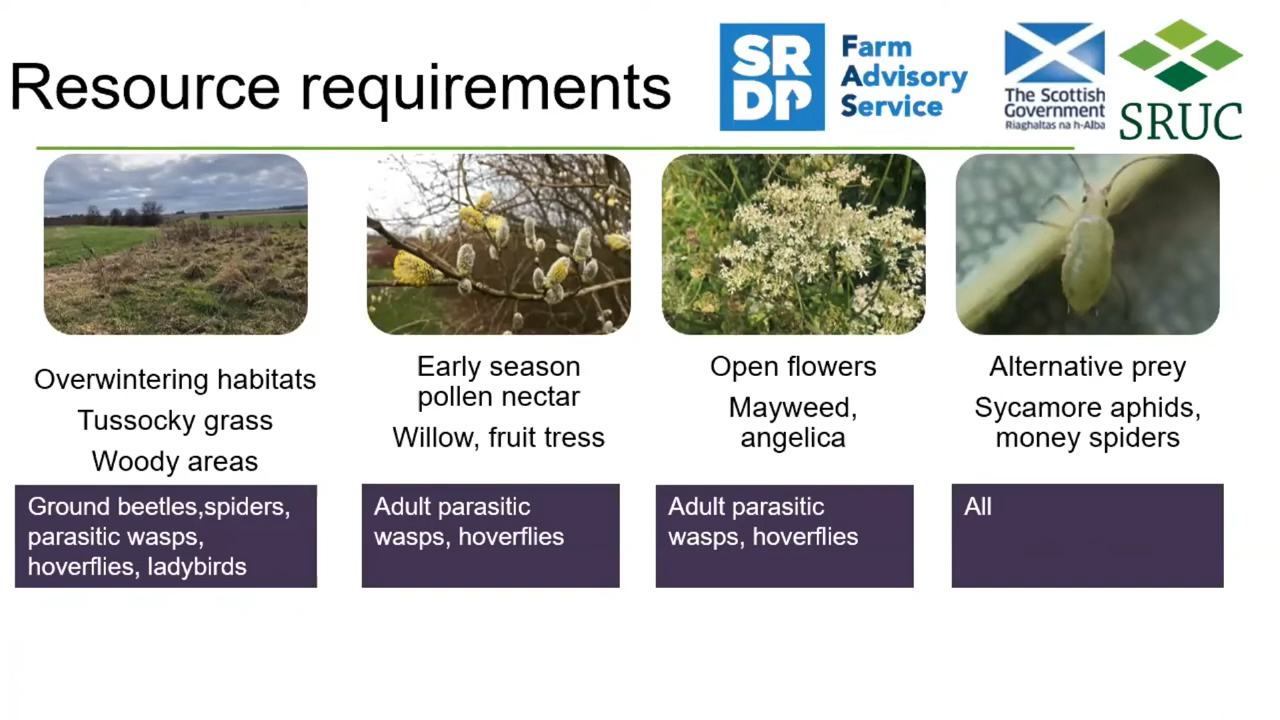 Resource requirements
SR
DP
Farm
Advisory
Service
The Scottish
Government
Riaghaltas na h-Alba
SRUC
Overwintering habitats
Tussocky grass
Woody areas
Early season
pollen nectar
Willow, fruit tress
Open flowers
Mayweed,
angelica
Alternative prey
Sycamore aphids,
money spiders
Ground beetles,spiders,
parasitic wasps,
hoverflies, ladybirds
Adult parasitic
wasps, hoverflies
Adult parasitic
wasps, hoverflies
All